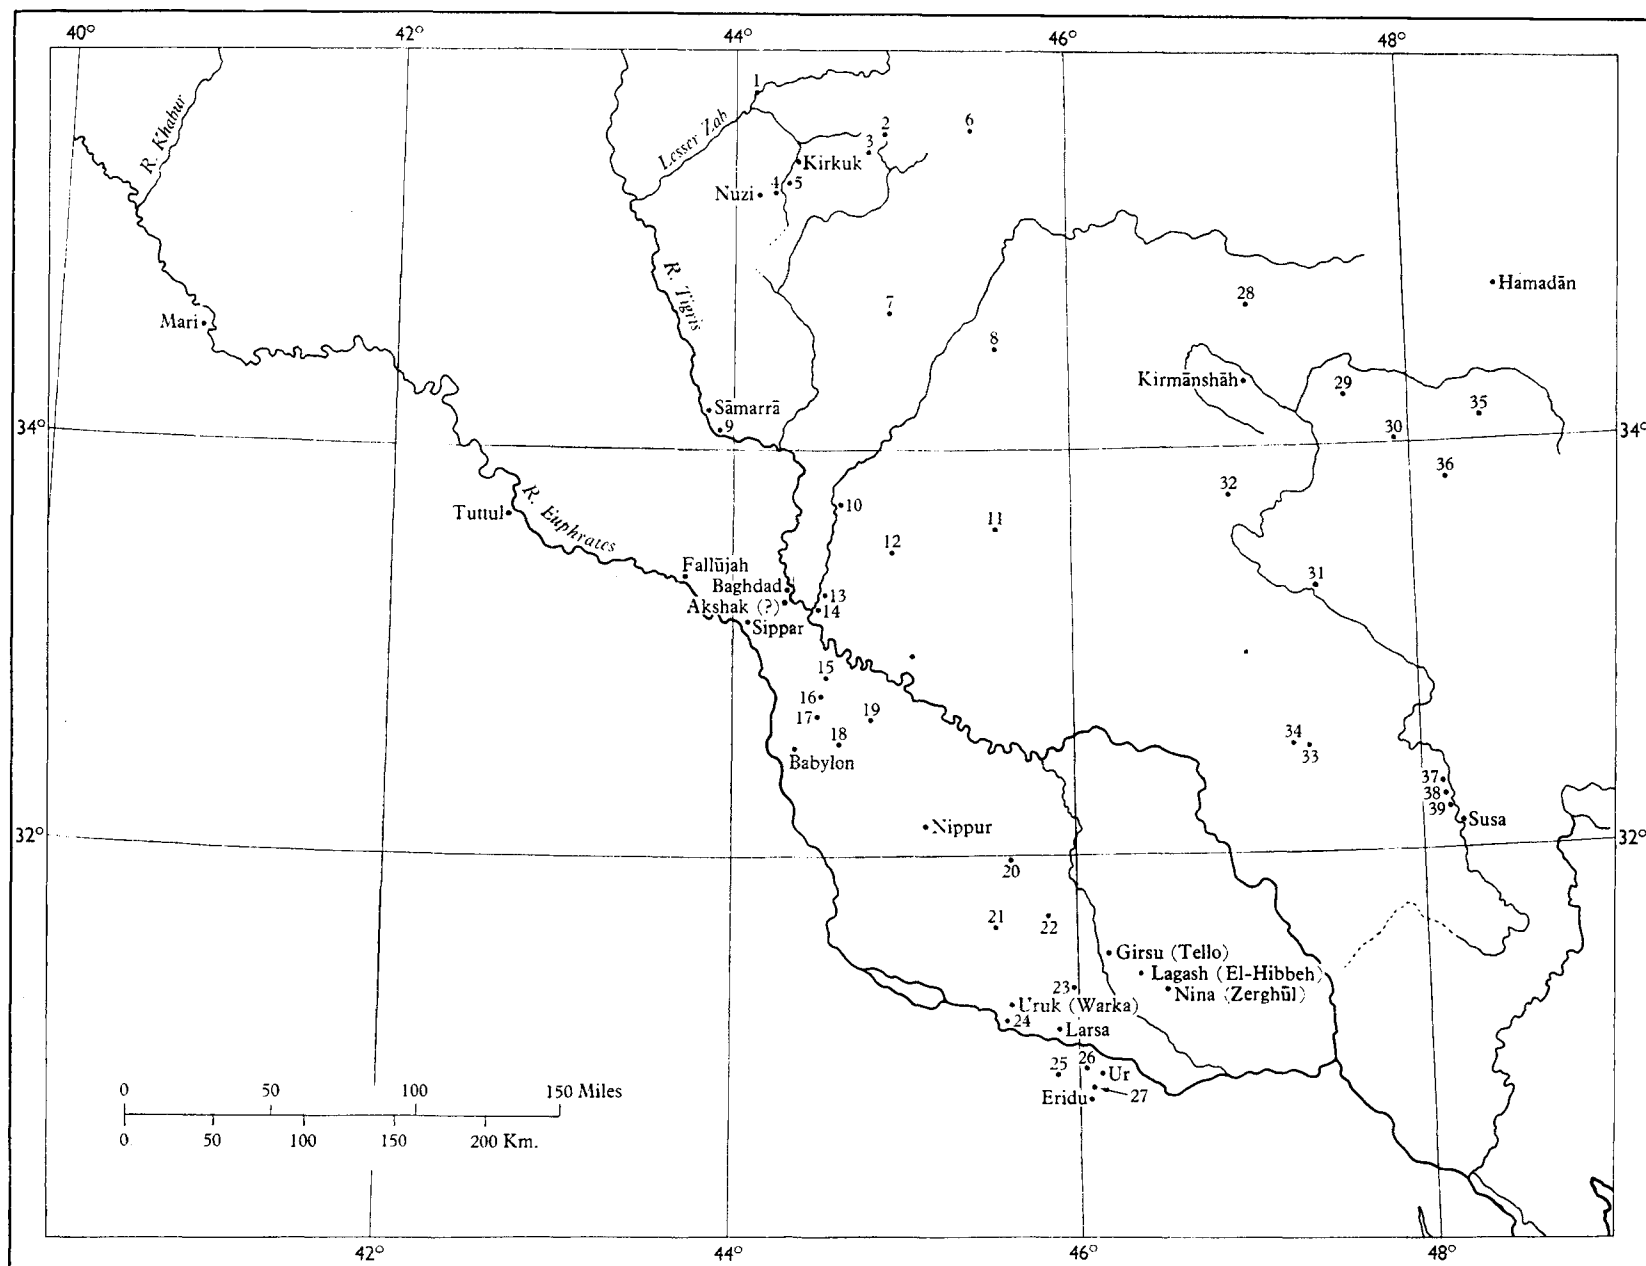 40° 42° 44° 46° 48°
R. Khabur
1
Lesser Zab
2
6
3
Kirkuk
4 5
Nuzi
R. Tigris
Hamadān
28
7
Mari
8
Kirmānshāh
29
35
Sāmarrā
9
34° 34°
30
36
32
R. Euphrates
Tuttul
10
11
12
Fallūjah
Baghdad
31
13
Akshak (?)
14
Sippar
15
16
17
19
18
34
33
Babylon
37
38
39
Susa
Nippur
32° 32°
20
21
22
Girsu (Tello)
Lagash (El-Hibbeh)
23
Nina (Zerghūl)
Uruk (Warka)
24
Larsa
25
26
Ur
27
Eridu
0 50 100 150 Miles
0 50 100 150 200 Km.
42° 44° 46° 48°